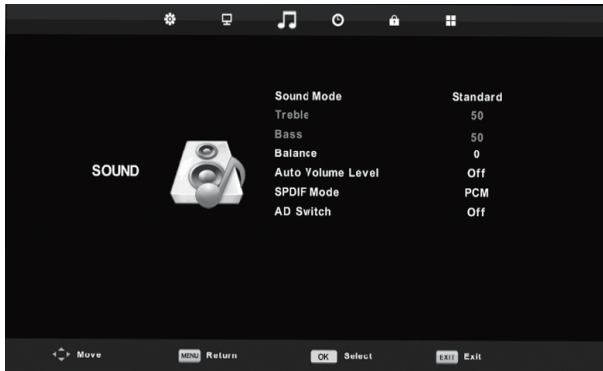 Sound Mode Standard
Treble 50
Bass 50
Balance 0
SOUND
Auto Volume Level Off
SPDIF Mode PCM
AD Switch Off
Move MENU Return OK Select EXIT Exit